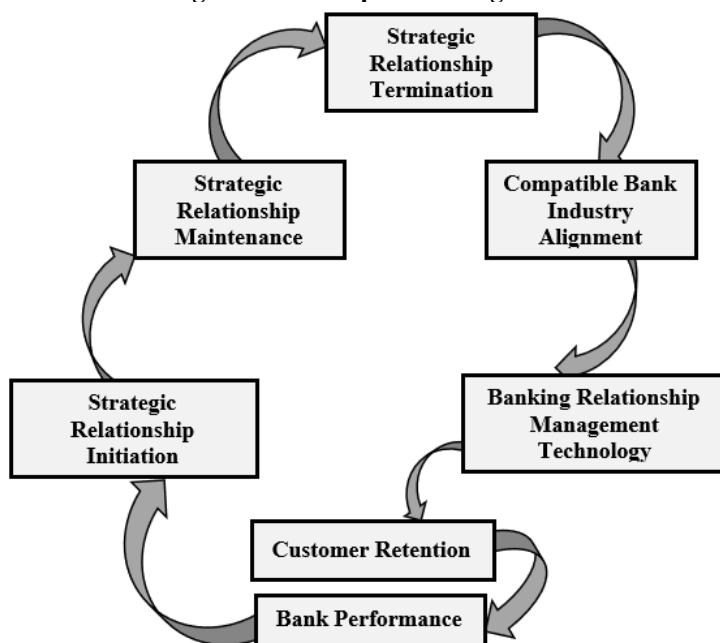 Strategic
Relationship
Termination
Strategic
Relationship
Maintenance
Compatible Bank
Industry
Alignment
Strategic
Relationship
Initiation
Banking Relationship
Management
Technology
Customer Retention
Bank Performance